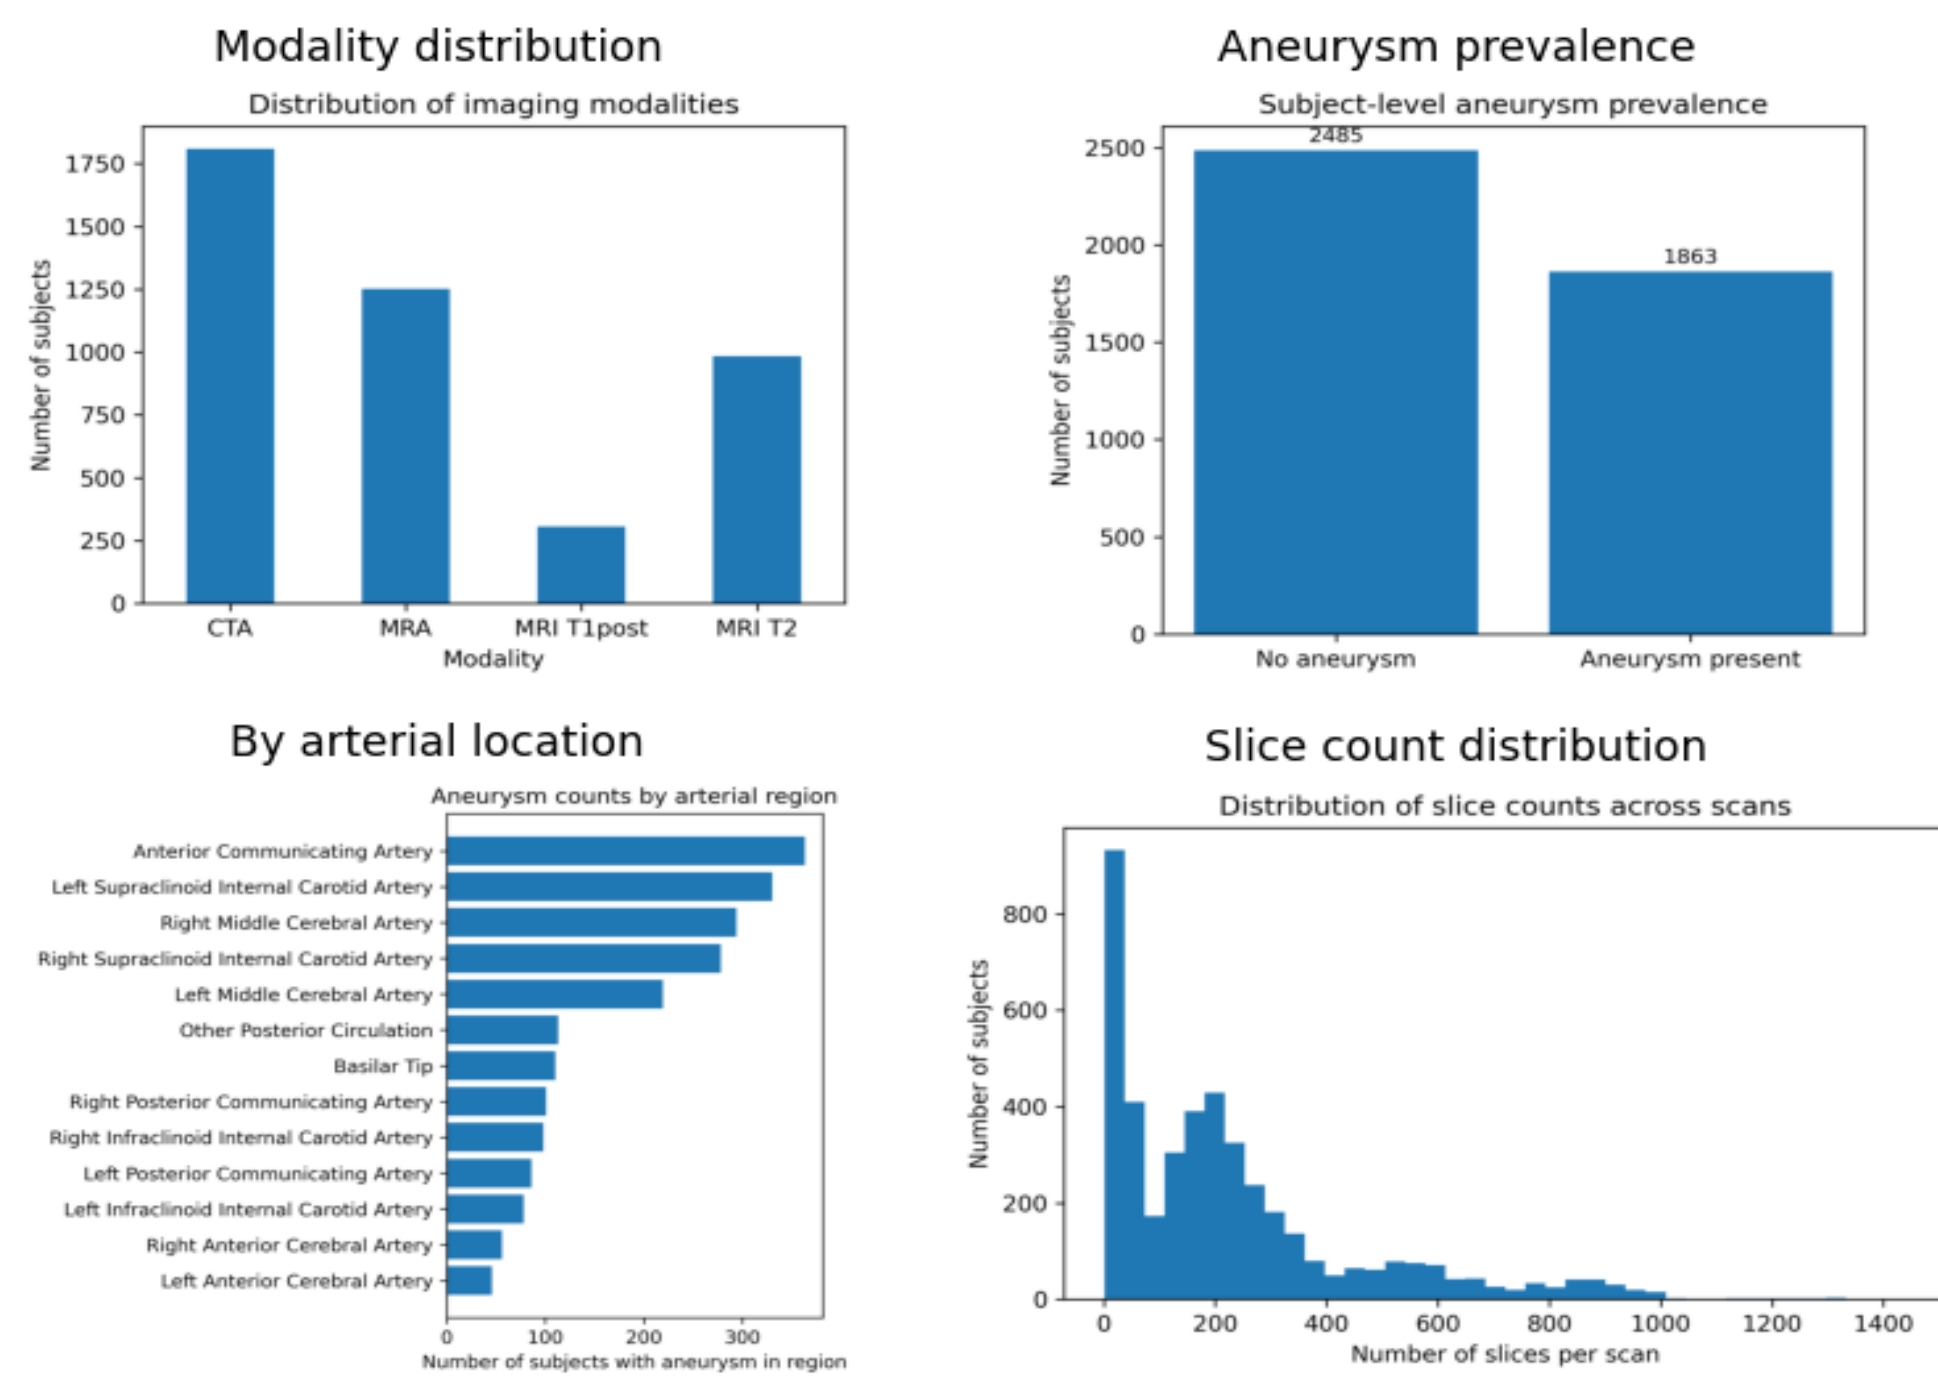 Modality distribution
Distribution of imaging modalities
Number of subjects
1750
1500
1250
1000
750
500
250
0
CTA
MRA
MRI T1post
MRI T2
Modality
Aneurysm prevalence
Subject-level aneurysm prevalence
Number of subjects
2500
2000
1500
1000
500
0
2485
1863
No aneurysm
Aneurysm present
By arterial location
Aneurysm counts by arterial region
Anterior Communicating Artery
Left Supraclinoid Internal Carotid Artery
Right Middle Cerebral Artery
Right Supraclinoid Internal Carotid Artery
Left Middle Cerebral Artery
Other Posterior Circulation
Basilar Tip
Right Posterior Communicating Artery
Right Infraclinoid Internal Carotid Artery
Left Posterior Communicating Artery
Left Infraclinoid Internal Carotid Artery
Right Anterior Cerebral Artery
Left Anterior Cerebral Artery
0 100 200 300
Number of subjects with aneurysm in region
Slice count distribution
Distribution of slice counts across scans
Number of subjects
800
600
400
200
0
0 200 400 600 800 1000 1200 1400
Number of slices per scan